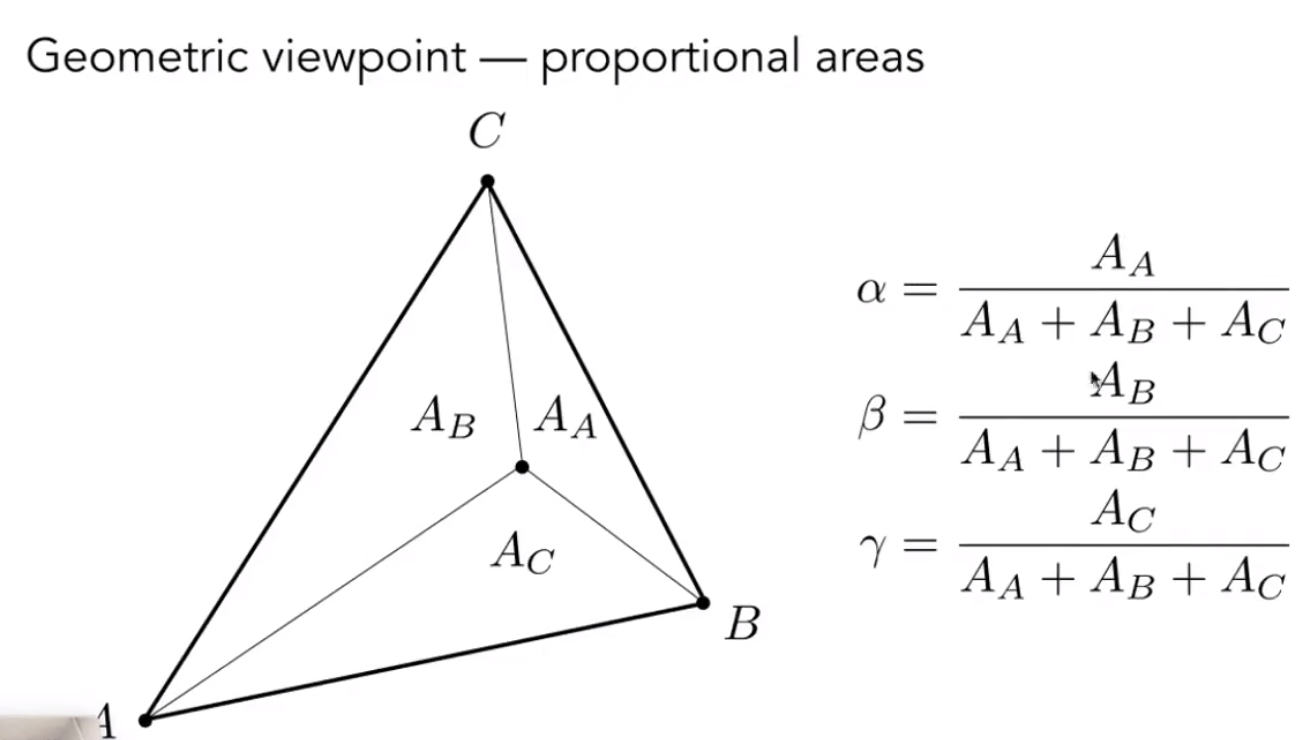 Geometric viewpoint — proportional areas
C
α = A_A / (A_A + A_B + A_C)
A_B A_A
β = A_B / (A_A + A_B + A_C)
A_C
γ = A_C / (A_A + A_B + A_C)
B
A